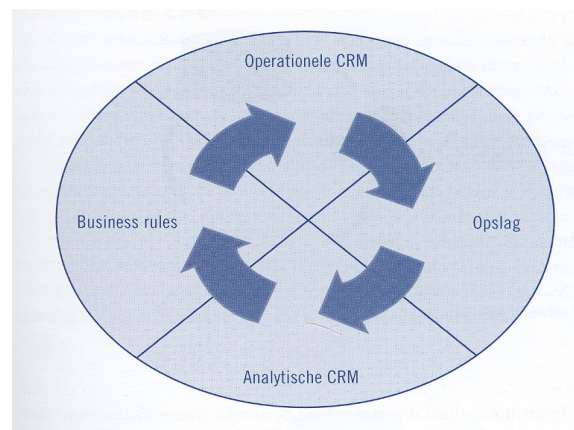 Operationele CRM
Business rules
Opslag
Analytische CRM